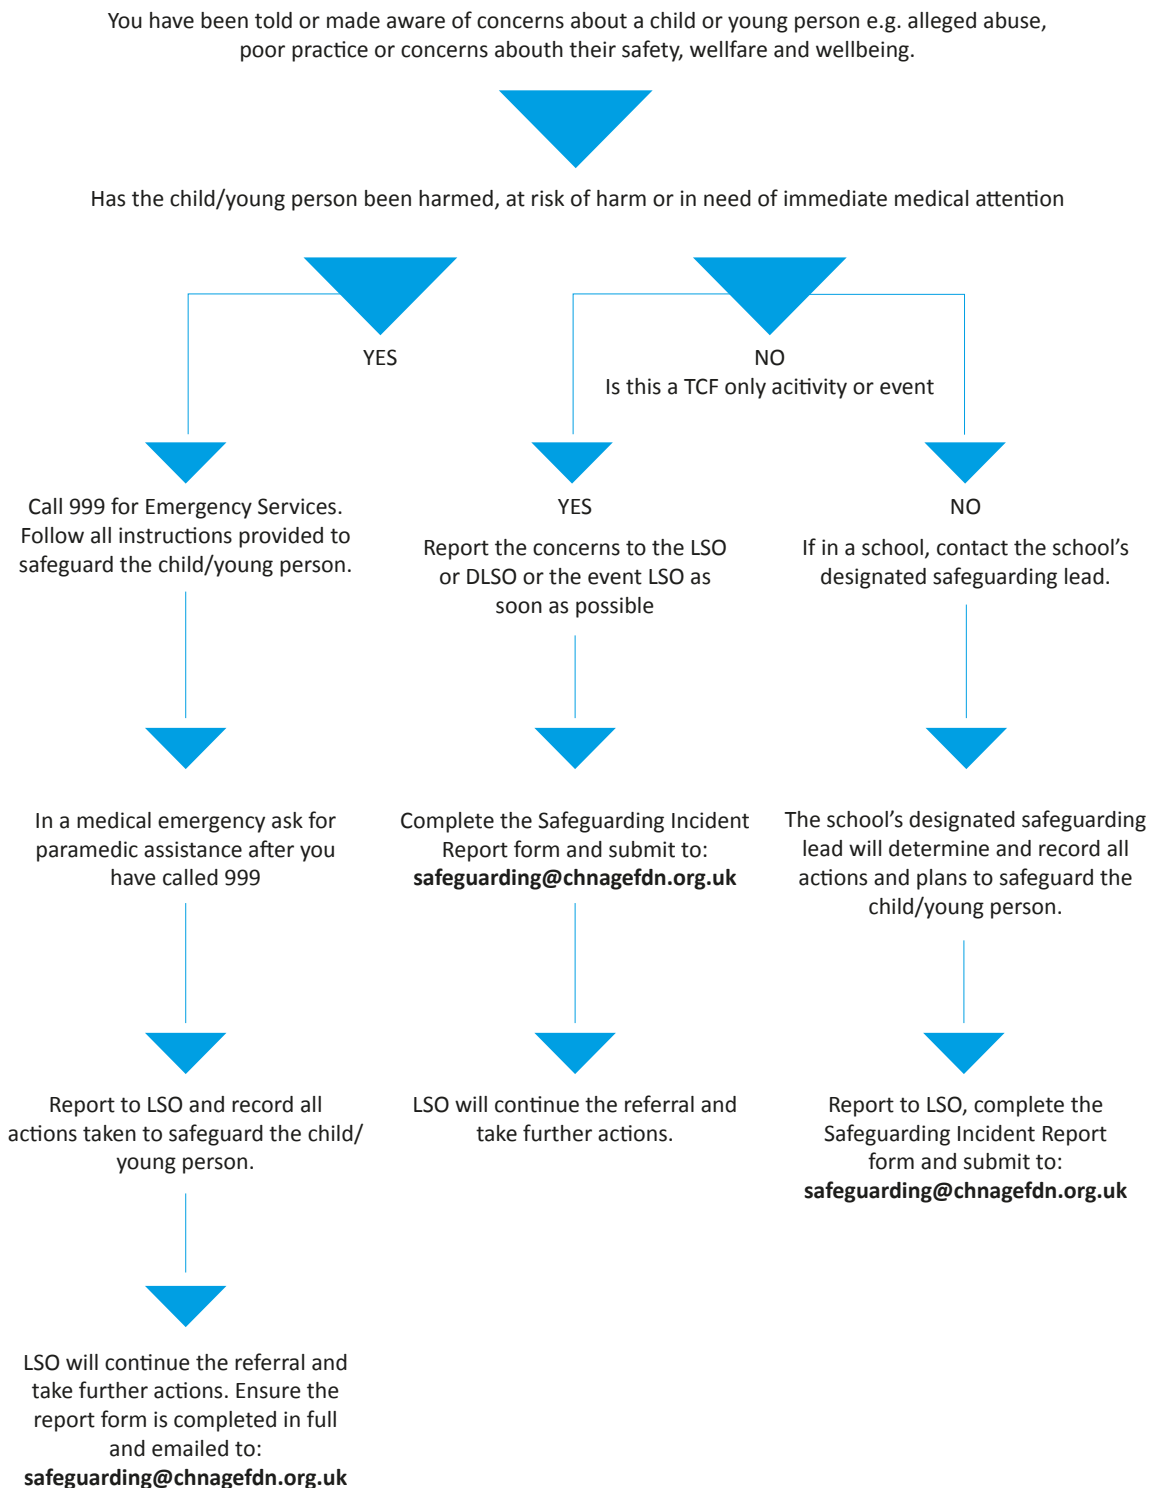 You have been told or made aware of concerns about a child or young person e.g. alleged abuse,
poor practice or concerns abouth their safety, wellfare and wellbeing.
Has the child/young person been harmed, at risk of harm or in need of immediate medical attention
YES
NO
Is this a TCF only acitivity or event
Call 999 for Emergency Services.
Follow all instructions provided to
safeguard the child/young person.
In a medical emergency ask for
paramedic assistance after you
have called 999
Report to LSO and record all
actions taken to safeguard the child/
young person.
LSO will continue the referral and
take further actions. Ensure the
report form is completed in full
and emailed to:
safeguarding@chnagefdn.org.uk
YES
Report the concerns to the LSO
or DLSO or the event LSO as
soon as possible
Complete the Safeguarding Incident
Report form and submit to:
safeguarding@chnagefdn.org.uk
LSO will continue the referral and
take further actions.
NO
If in a school, contact the school’s
designated safeguarding lead.
The school’s designated safeguarding
lead will determine and record all
actions and plans to safeguard the
child/young person.
Report to LSO, complete the
Safeguarding Incident Report
form and submit to:
safeguarding@chnagefdn.org.uk